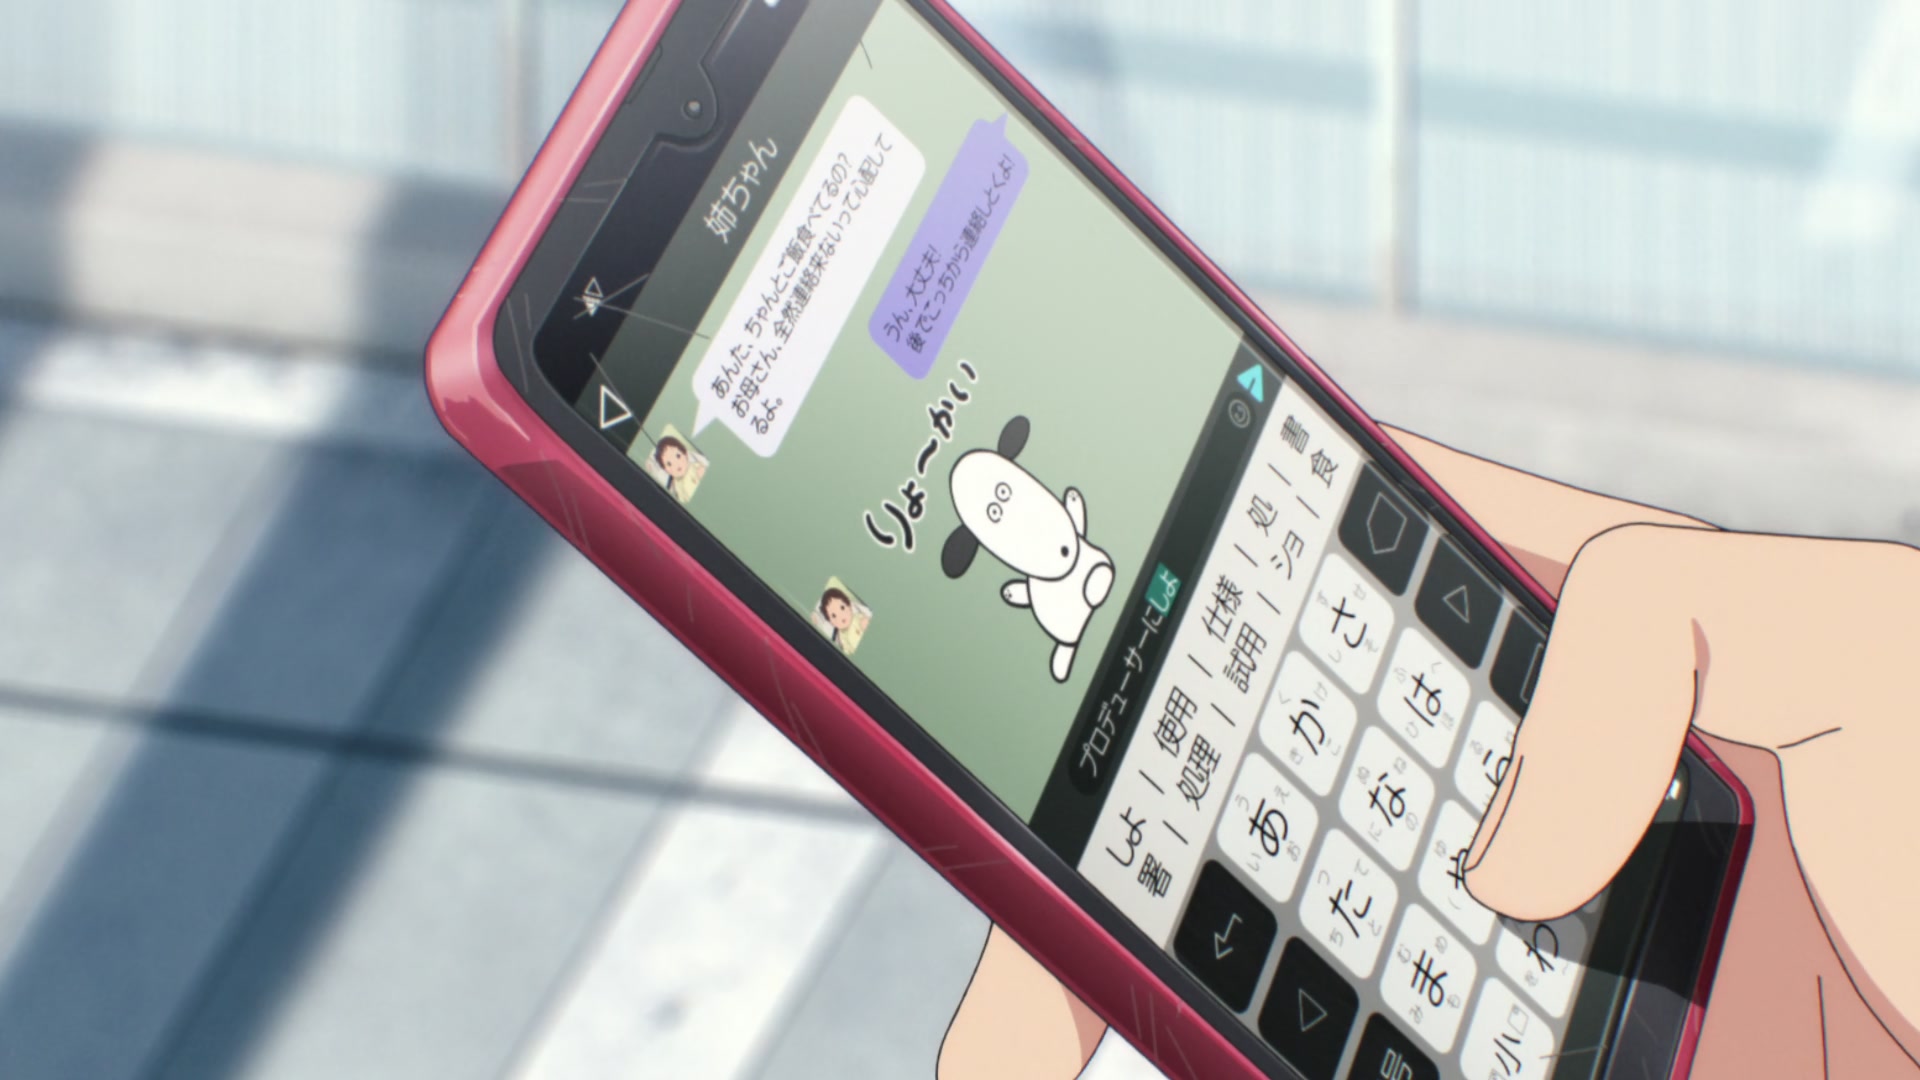 姉ちゃん
あんた、ちゃんとご飯食べてるの?
お母さん、全然連絡来ないって心配して
るよ。
うん、大丈夫!
後でこっちから連絡しとくよ!
りょ〜かい
プロデューサーにしよ
しよ | 使用 | 仕様 | 処 | 書
署 | 処理 | 試用 | ショ | 食
あ か さ
た な は
ま や ら
小 わ